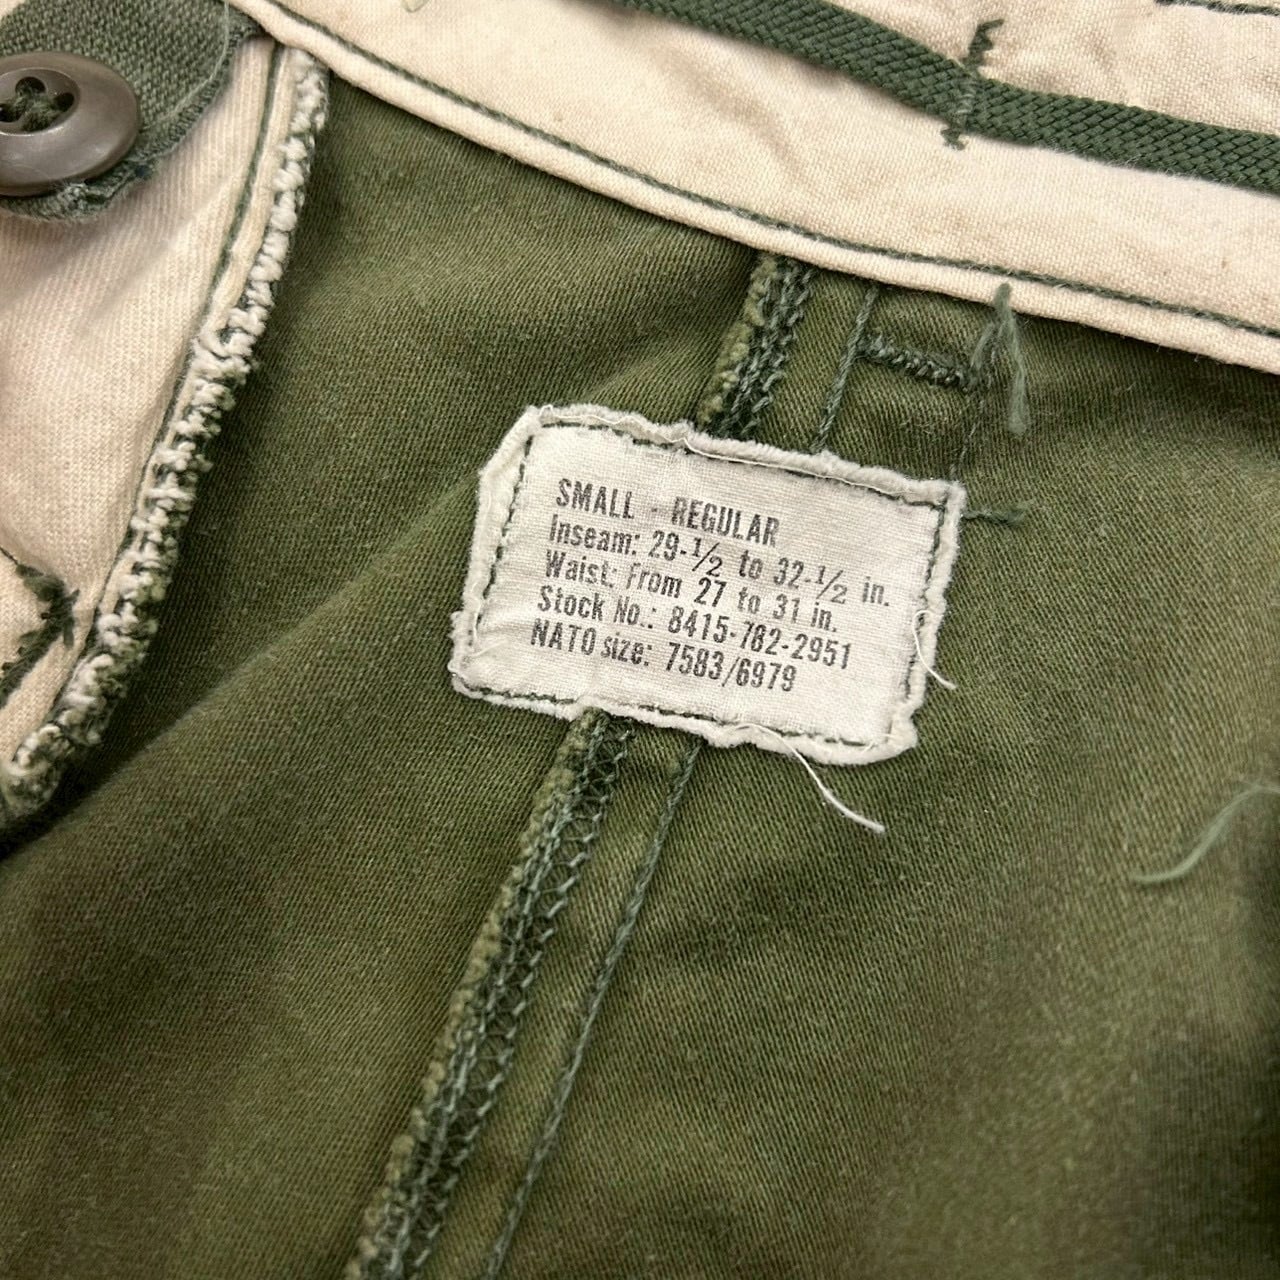 SMALL - REGULAR
Inseam: 29-1/2 to 32-1/2 in.
Waist: From 27 to 31 in.
Stock No.: 8415-782-2951
NATO size: 7583/6979